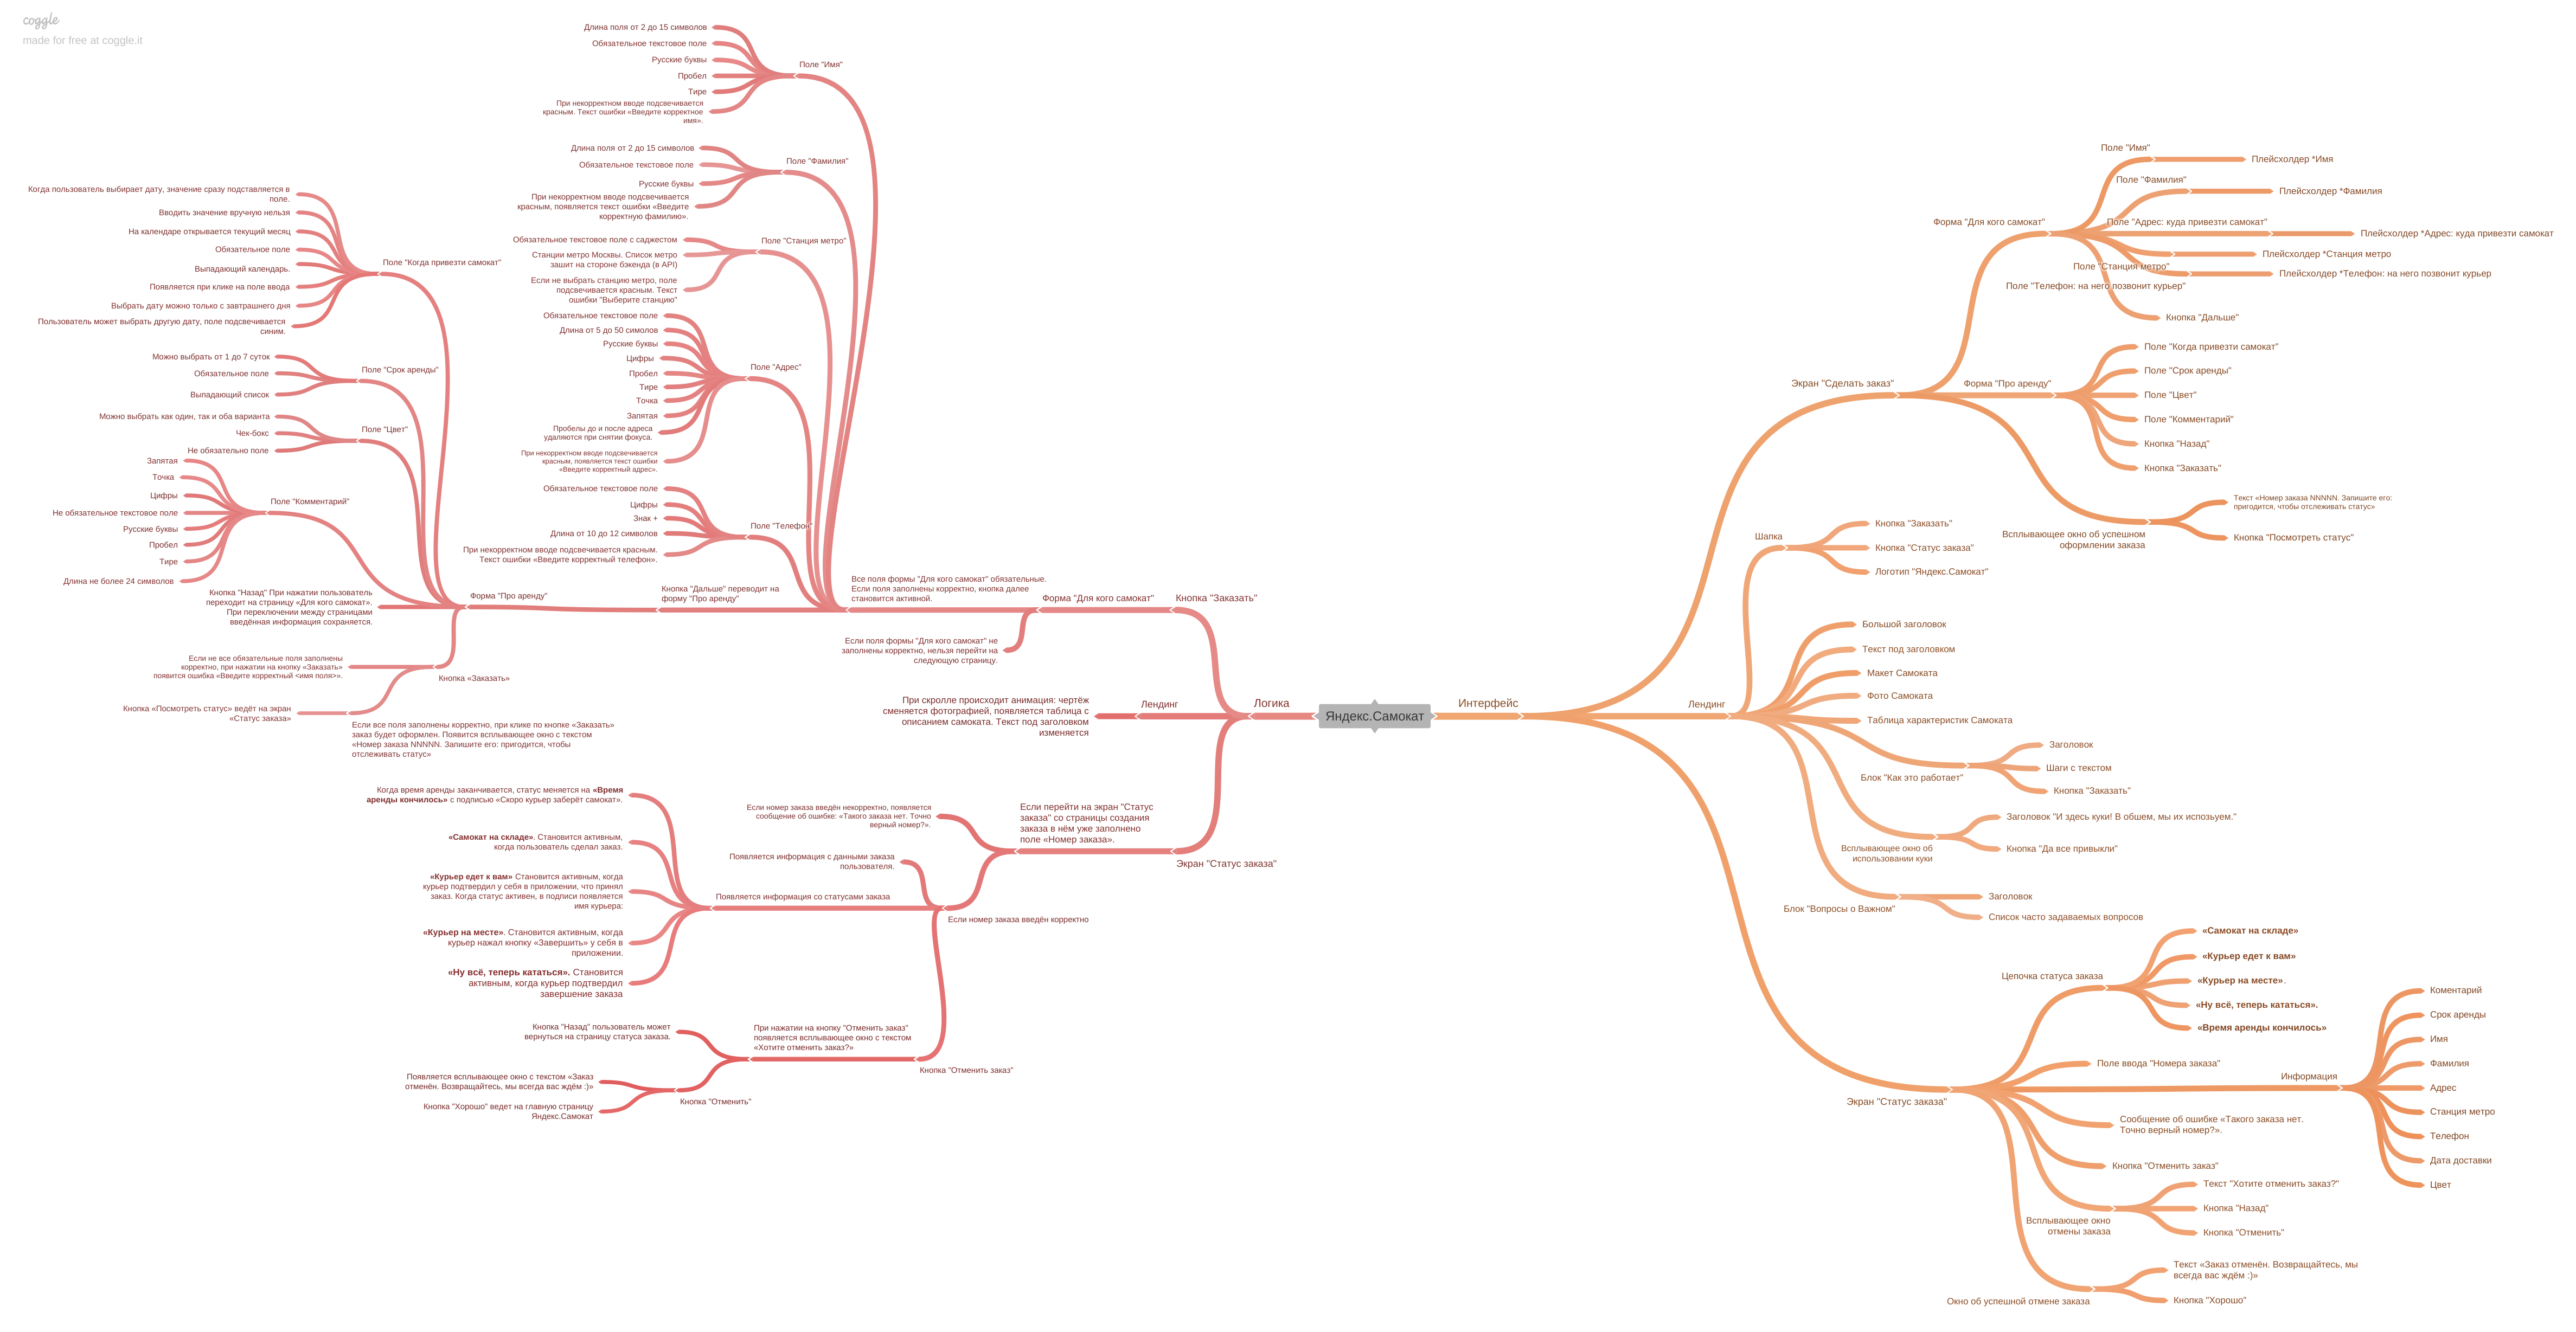 coggle
made for free at coggle.it
Длина поля от 2 до 15 символов
Обязательное текстовое поле
Русские буквы
Пробел
Тире
При некорректном вводе подсвечивается
красным. Текст ошибки «Введите корректное
имя».
Поле "Имя"
Длина поля от 2 до 15 символов
Обязательное текстовое поле
Русские буквы
При некорректном вводе подсвечивается
красным, появляется текст ошибки «Введите
корректную фамилию».
Поле "Фамилия"
Обязательное текстовое поле с саджестом
Станции метро Москвы. Список метро
зашит на стороне бэкенда (в API)
Если не выбрать станцию метро, поле
подсвечивается красным. Текст
ошибки "Выберите станцию"
Поле "Станция метро"
Обязательное текстовое поле
Длина от 5 до 50 симолов
Русские буквы
Цифры
Пробел
Тире
Точка
Запятая
Пробелы до и после адреса
удаляются при снятии фокуса.
При некорректном вводе подсвечивается
красным, появляется текст ошибки
«Введите корректный адрес».
Поле "Адрес"
Обязательное текстовое поле
Цифры
Знак +
Длина от 10 до 12 символов
При некорректном вводе подсвечивается красным.
Текст ошибки «Введите корректный телефон».
Поле "Телефон"
Когда пользователь выбирает дату, значение сразу подставляется в
поле.
Вводить значение вручную нельзя
На календаре открывается текущий месяц
Обязательное поле
Выпадающий календарь.
Появляется при клике на поле ввода
Выбрать дату можно только с завтрашнего дня
Пользователь может выбрать другую дату, поле подсвечивается
синим.
Поле "Когда привезти самокат"
Можно выбрать от 1 до 7 суток
Обязательное поле
Выпадающий список
Поле "Срок аренды"
Можно выбрать как один, так и оба варианта
Чек-бокс
Не обязательно поле
Поле "Цвет"
Запятая
Точка
Цифры
Не обязательное текстовое поле
Русские буквы
Пробел
Тире
Длина не более 24 символов
Поле "Комментарий"
Кнопка "Назад" При нажатии пользователь
переходит на страницу «Для кого самокат».
При переключении между страницами
введённая информация сохраняется.
Форма "Про аренду"
Если не все обязательные поля заполнены
корректно, при нажатии на кнопку «Заказать»
появится ошибка «Введите корректный <имя поля>».
Кнопка «Заказать»
Кнопка «Посмотреть статус» ведёт на экран
«Статус заказа»
Если все поля заполнены корректно, при клике по кнопке «Заказать»
заказ будет оформлен. Появится всплывающее окно с текстом
«Номер заказа NNNNN. Запишите его: пригодится, чтобы
отслеживать статус»
Кнопка "Дальше" переводит на
форму "Про аренду"
Все поля формы "Для кого самокат" обязательные.
Если поля заполнены корректно, кнопка далее
становится активной.
Форма "Для кого самокат"
Кнопка "Заказать"
Если поля формы "Для кого самокат" не
заполнены корректно, нельзя перейти на
следующую страницу.
При скролле происходит анимация: чертёж
сменяется фотографией, появляется таблица с
описанием самоката. Текст под заголовком
изменяется
Лендинг
Логика
Яндекс.Самокат
Интерфейс
Когда время аренды заканчивается, статус меняется на «Время
аренды кончилось» с подписью «Скоро курьер заберёт самокат».
«Самокат на складе». Становится активным,
когда пользователь сделал заказ.
«Курьер едет к вам» Становится активным, когда
курьер подтвердил у себя в приложении, что принял
заказ. Когда статус активен, в подписи появляется
имя курьера:
«Курьер на месте». Становится активным, когда
курьер нажал кнопку «Завершить» у себя в
приложении.
«Ну всё, теперь кататься». Становится
активным, когда курьер подтвердил
завершение заказа
Появляется информация со статусами заказа
Если номер заказа введён некорректно, появляется
сообщение об ошибке: «Такого заказа нет. Точно
верный номер?».
Появляется информация с данными заказа
пользователя.
Если номер заказа введён корректно
Если перейти на экран "Статус
заказа" со страницы создания
заказа в нём уже заполнено
поле «Номер заказа».
Экран "Статус заказа"
Кнопка "Назад" пользователь может
вернуться на страницу статуса заказа.
При нажатии на кнопку "Отменить заказ"
появляется всплывающее окно с текстом
«Хотите отменить заказ?»
Кнопка "Отменить заказ"
Появляется всплывающее окно с текстом «Заказ
отменён. Возвращайтесь, мы всегда вас ждём :)»
Кнопка "Хорошо" ведет на главную страницу
Яндекс.Самокат
Кнопка "Отменить"
Поле "Имя"
Плейсхолдер *Имя
Поле "Фамилия"
Плейсхолдер *Фамилия
Форма "Для кого самокат"
Поле "Адрес: куда привезти самокат"
Плейсхолдер *Адрес: куда привезти самокат
Плейсхолдер *Станция метро
Поле "Станция метро"
Плейсхолдер *Телефон: на него позвонит курьер
Поле "Телефон: на него позвонит курьер"
Кнопка "Дальше"
Экран "Сделать заказ"
Форма "Про аренду"
Поле "Когда привезти самокат"
Поле "Срок аренды"
Поле "Цвет"
Поле "Комментарий"
Кнопка "Назад"
Кнопка "Заказать"
Текст «Номер заказа NNNNN. Запишите его:
пригодится, чтобы отслеживать статус»
Всплывающее окно об успешном
оформлении заказа
Кнопка "Посмотреть статус"
Шапка
Кнопка "Заказать"
Кнопка "Статус заказа"
Логотип "Яндекс.Самокат"
Лендинг
Большой заголовок
Текст под заголовком
Макет Самоката
Фото Самоката
Таблица характеристик Самоката
Блок "Как это работает"
Заголовок
Шаги с текстом
Кнопка "Заказать"
Всплывающее окно об
использовании куки
Заголовок "И здесь куки! В обшем, мы их испозьуем."
Кнопка "Да все привыкли"
Блок "Вопросы о Важном"
Заголовок
Список часто задаваемых вопросов
Цепочка статуса заказа
«Самокат на складе»
«Курьер едет к вам»
«Курьер на месте».
«Ну всё, теперь кататься».
«Время аренды кончилось»
Поле ввода "Номера заказа"
Информация
Коментарий
Срок аренды
Имя
Фамилия
Адрес
Станция метро
Телефон
Дата доставки
Цвет
Экран "Статус заказа"
Сообщение об ошибке «Такого заказа нет.
Точно верный номер?».
Кнопка "Отменить заказ"
Всплывающее окно
отмены заказа
Текст "Хотите отменить заказ?"
Кнопка "Назад"
Кнопка "Отменить"
Окно об успешной отмене заказа
Текст «Заказ отменён. Возвращайтесь, мы
всегда вас ждём :)»
Кнопка "Хорошо"